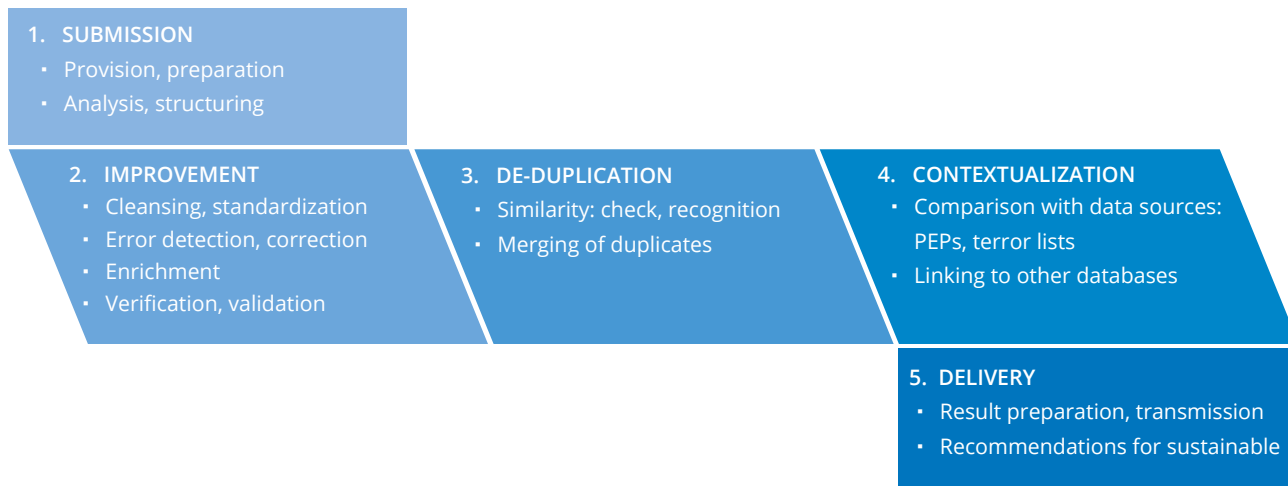 1. SUBMISSION
▪ Provision, preparation
▪ Analysis, structuring
2. IMPROVEMENT
▪ Cleansing, standardization
▪ Error detection, correction
▪ Enrichment
▪ Verification, validation
3. DE-DUPLICATION
▪ Similarity: check, recognition
▪ Merging of duplicates
4. CONTEXTUALIZATION
▪ Comparison with data sources:
PEPs, terror lists
▪ Linking to other databases
5. DELIVERY
▪ Result preparation, transmission
▪ Recommendations for sustainable